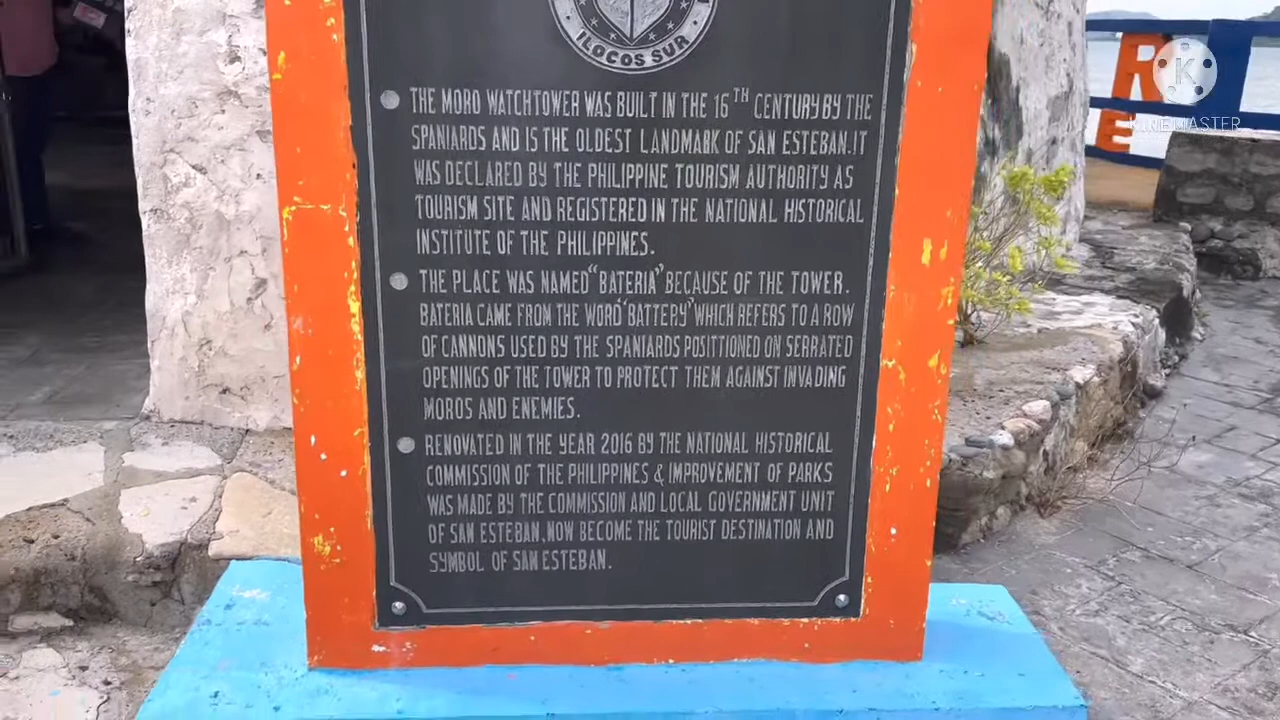 ILOCOS SUR
THE MORO WATCHTOWER WAS BUILT IN THE 16TH CENTURY BY THE
SPANIARDS AND IS THE OLDEST LANDMARK OF SAN ESTEBAN.IT
WAS DECLARED BY THE PHILIPPINE TOURISM AUTHORITY AS
TOURISM SITE AND REGISTERED IN THE NATIONAL HISTORICAL
INSTITUTE OF THE PHILIPPINES.
THE PLACE WAS NAMED "BATERIA" BECAUSE OF THE TOWER.
BATERIA CAME FROM THE WORD "BATTERY" WHICH REFERS TO A ROW
OF CANNONS USED BY THE SPANIARDS POSITTIONED ON SERRATED
OPENINGS OF THE TOWER TO PROTECT THEM AGAINST INVADING
MOROS AND ENEMIES.
RENOVATED IN THE YEAR 2016 BY THE NATIONAL HISTORICAL
COMMISSION OF THE PHILIPPINES & IMPROVEMENT OF PARKS
WAS MADE BY THE COMMISSION AND LOCAL GOVERNMENT UNIT
OF SAN ESTEBAN, NOW BECOME THE TOURIST DESTINATION AND
SYMBOL OF SAN ESTEBAN.
R
E
K
KINEMASTER